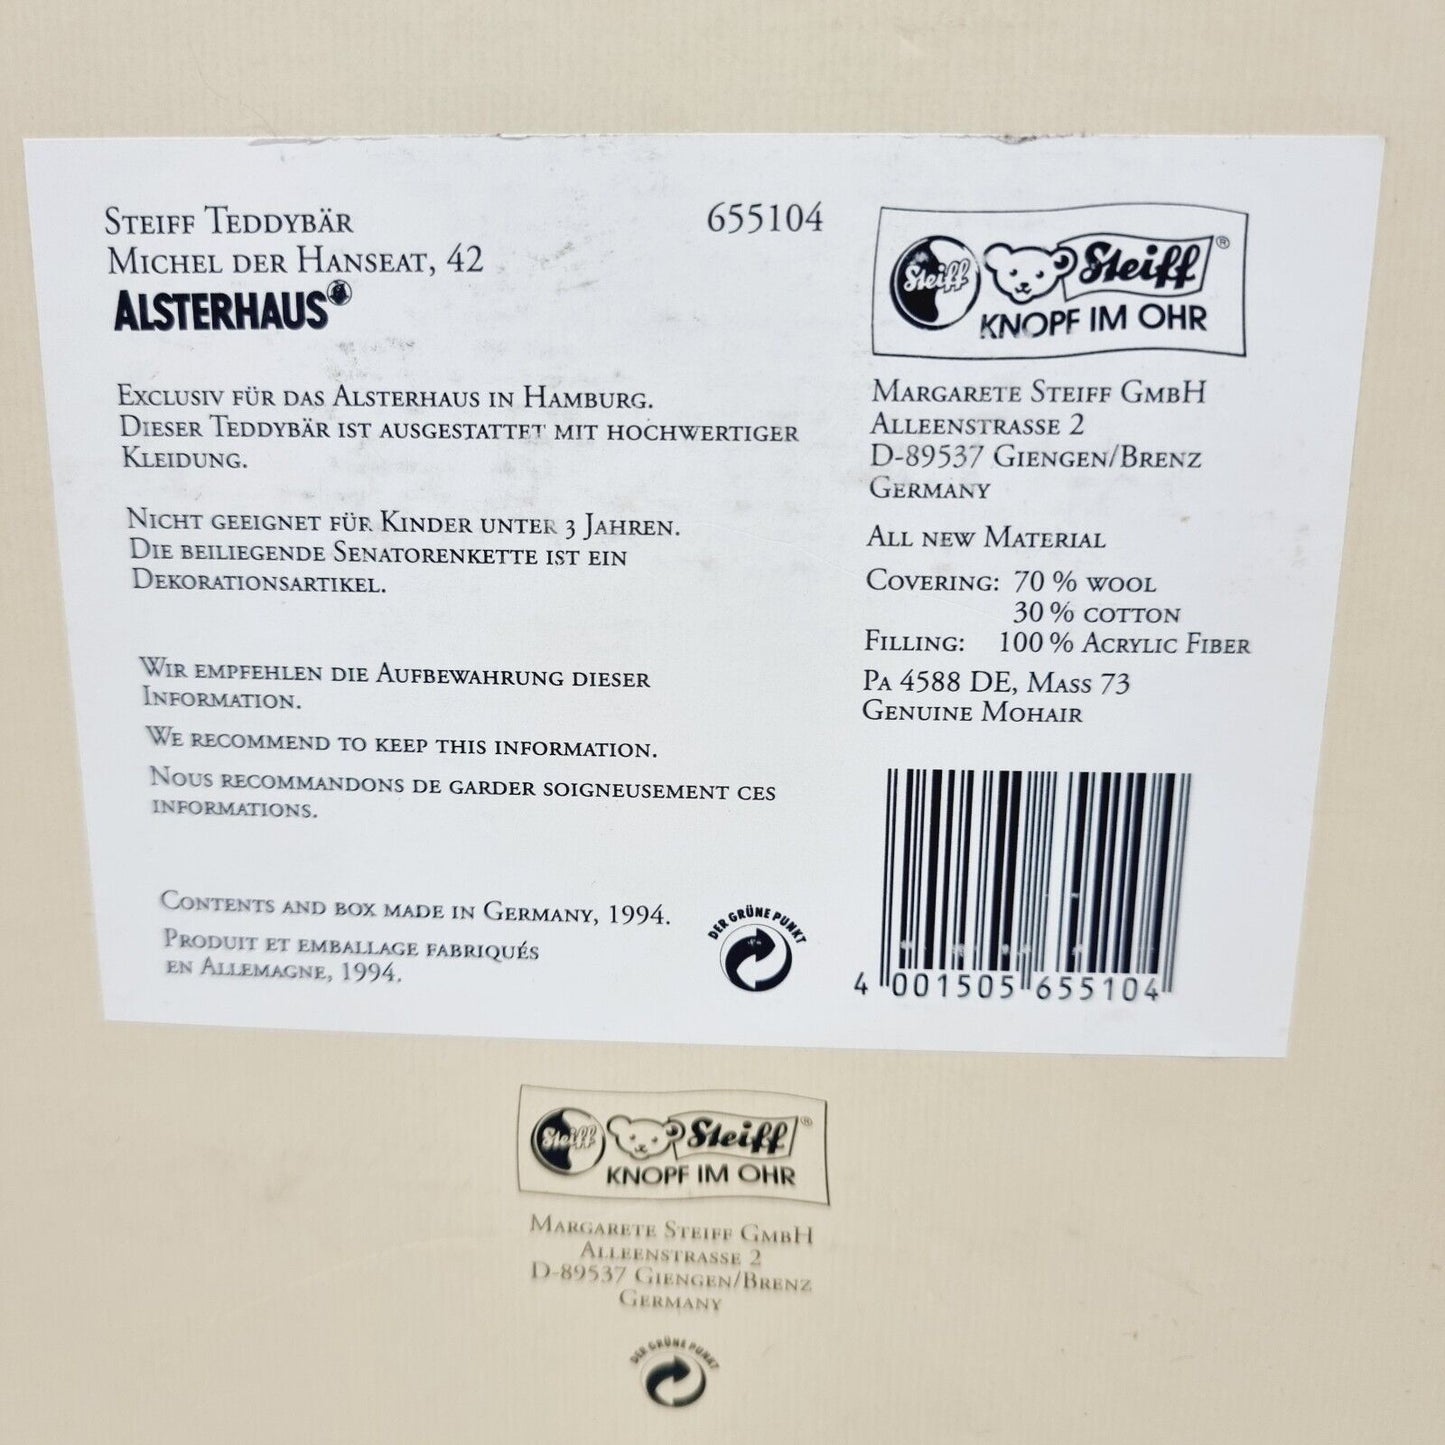 STEIFF TEDDYBÄR
MICHEL DER HANSEAT, 42
ALSTERHAUS
655104
EXCLUSIV FÜR DAS ALSTERHAUS IN HAMBURG.
DIESER TEDDYBÄR IST AUSGESTATTET MIT HOCHWERTIGER
KLEIDUNG.
NICHT GEEIGNET FÜR KINDER UNTER 3 JAHREN.
DIE BEILIEGENDE SENATORENKETTE IST EIN
DEKORATIONSARTIKEL.
WIR EMPFEHLEN DIE AUFBEWAHRUNG DIESER
INFORMATION.
WE RECOMMEND TO KEEP THIS INFORMATION.
NOUS RECOMMANDONS DE GARDER SOIGNEUSEMENT CES
INFORMATIONS.
CONTENTS AND BOX MADE IN GERMANY, 1994.
PRODUIT ET EMBALLAGE FABRIQUÉS
EN ALLEMAGNE, 1994.
DER GRÜNE PUNKT
Steiff Steiff®
KNOPF IM OHR
MARGARETE STEIFF GMBH
ALLEENSTRASSE 2
D-89537 GIENGEN/BRENZ
GERMANY
ALL NEW MATERIAL
COVERING: 70 % WOOL
30 % COTTON
FILLING: 100 % ACRYLIC FIBER
PA 4588 DE, MASS 73
GENUINE MOHAIR
4 001505 655104
Steiff Steiff®
KNOPF IM OHR
MARGARETE STEIFF GMBH
ALLEENSTRASSE 2
D-89537 GIENGEN/BRENZ
GERMANY
DER GRÜNE PUNKT